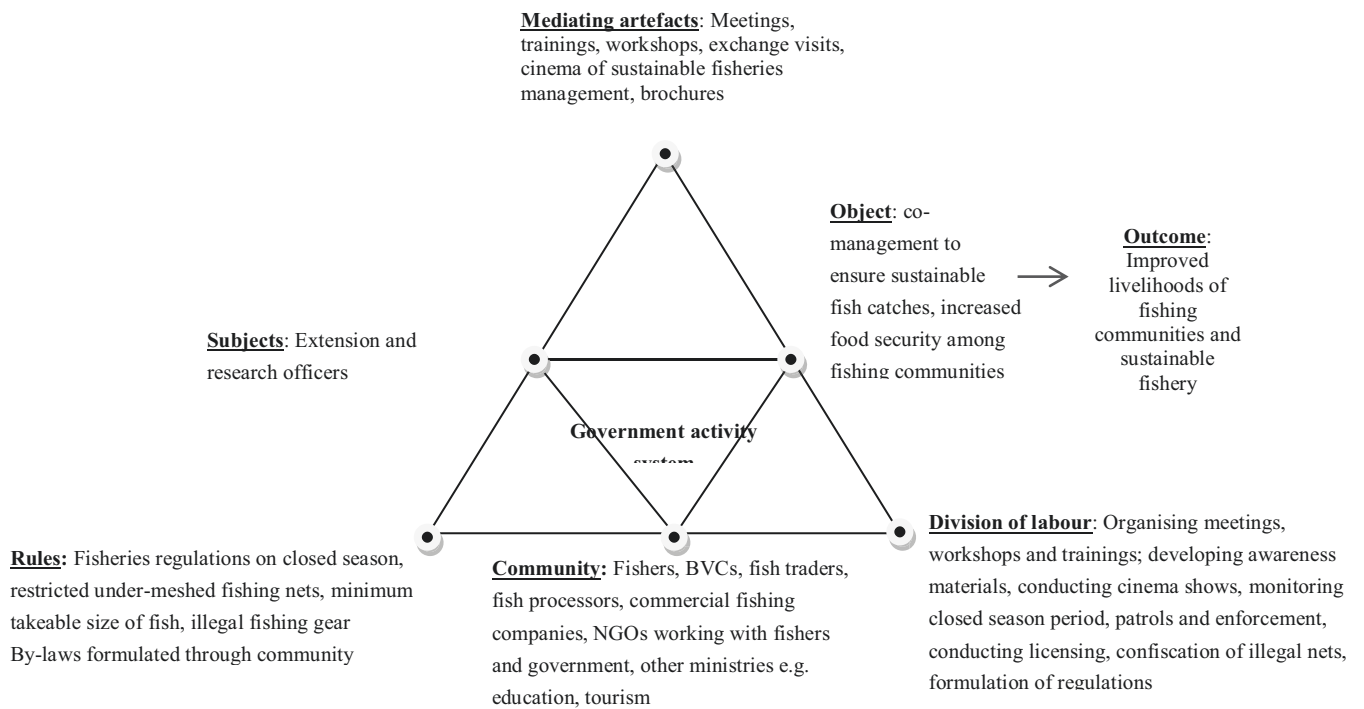 Mediating artefacts: Meetings,
trainings, workshops, exchange visits,
cinema of sustainable fisheries
management, brochures
Object: co-
management to
ensure sustainable
fish catches, increased
food security among
fishing communities
Outcome:
Improved
livelihoods of
fishing
communities and
sustainable
fishery
Subjects: Extension and
research officers
Government activity
system
Rules: Fisheries regulations on closed season,
restricted under-meshed fishing nets, minimum
takeable size of fish, illegal fishing gear
By-laws formulated through community
Community: Fishers, BVCs, fish traders,
fish processors, commercial fishing
companies, NGOs working with fishers
and government, other ministries e.g.
education, tourism
Division of labour: Organising meetings,
workshops and trainings; developing awareness
materials, conducting cinema shows, monitoring
closed season period, patrols and enforcement,
conducting licensing, confiscation of illegal nets,
formulation of regulations